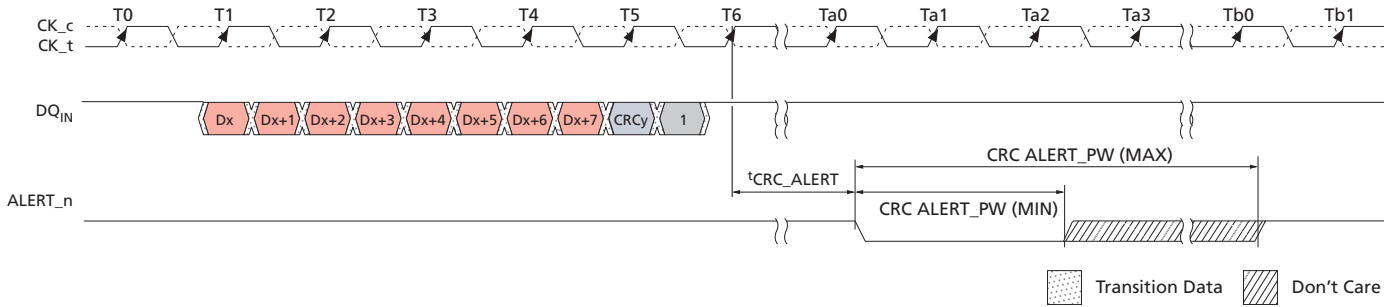 T0 T1 T2 T3 T4 T5 T6 Ta0 Ta1 Ta2 Ta3 Tb0 Tb1
CK_c
CK_t
DQIN
Dx Dx+1 Dx+2 Dx+3 Dx+4 Dx+5 Dx+6 Dx+7 CRCy 1
CRC ALERT_PW (MAX)
tCRC_ALERT
ALERT_n
CRC ALERT_PW (MIN)
Transition Data
Don't Care